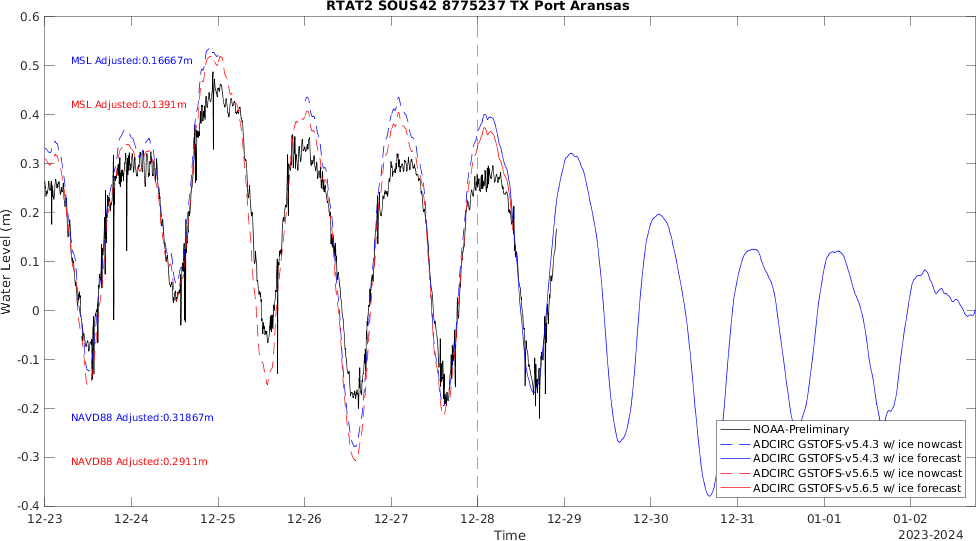 RTAT2 SOUS42 8775237 TX Port Aransas
0.6
0.5
0.4
0.3
0.2
0.1
0
-0.1
-0.2
-0.3
-0.4
Water Level (m)
MSL Adjusted:0.16667m
MSL Adjusted:0.1391m
NAVD88 Adjusted:0.31867m
NAVD88 Adjusted:0.2911m
NOAA-Preliminary
ADCIRC GSTOFS-v5.4.3 w/ ice nowcast
ADCIRC GSTOFS-v5.4.3 w/ ice forecast
ADCIRC GSTOFS-v5.6.5 w/ ice nowcast
ADCIRC GSTOFS-v5.6.5 w/ ice forecast
12-23 12-24 12-25 12-26 12-27 12-28 12-29 12-30 12-31 01-01 01-02
Time
2023-2024